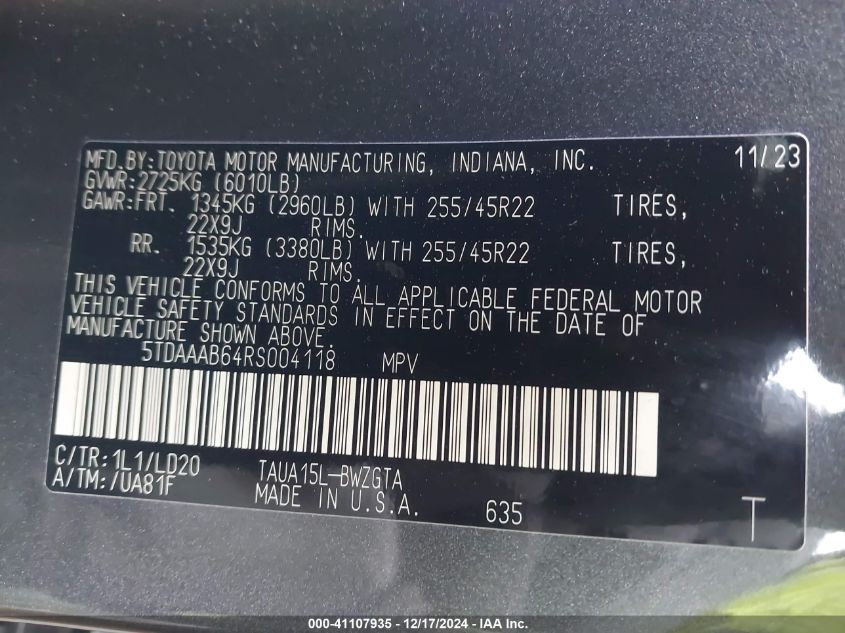 MFD.BY:TOYOTA MOTOR MANUFACTURING, INDIANA, INC. 11/23
GVWR:2725KG (6010LB)
GAWR:FRT. 1345KG (2960LB) WITH 255/45R22 TIRES,
22X9J RIMS.
RR. 1535KG (3380LB) WITH 255/45R22 TIRES,
22X9J RIMS.
THIS VEHICLE CONFORMS TO ALL APPLICABLE FEDERAL MOTOR
VEHICLE SAFETY STANDARDS IN EFFECT ON THE DATE OF
MANUFACTURE SHOWN ABOVE.
5TDAAAB64RS004118 MPV
C/TR:1L1/LD20 TAUA15L-BWZGTA
A/TM:/UA81F MADE IN U.S.A. 635 T
000-41107935 - 12/17/2024 - IAA Inc.